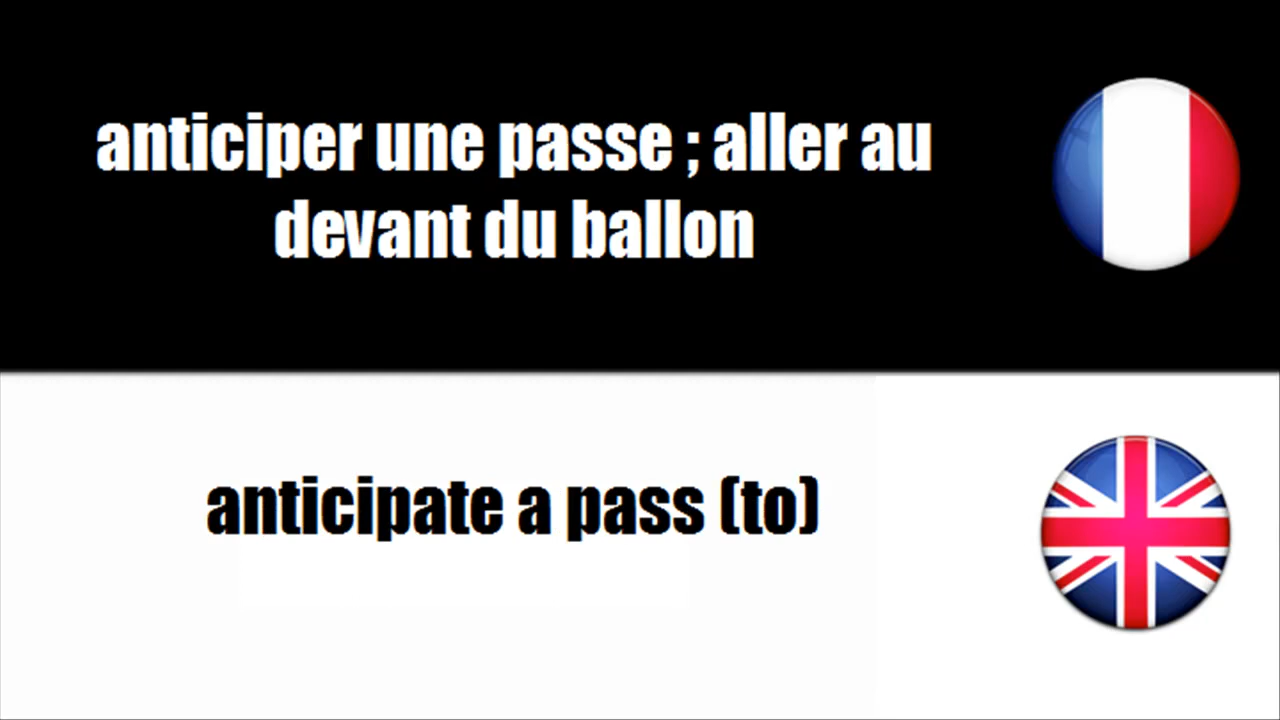 anticiper une passe ; aller au
devant du ballon
anticipate a pass (to)